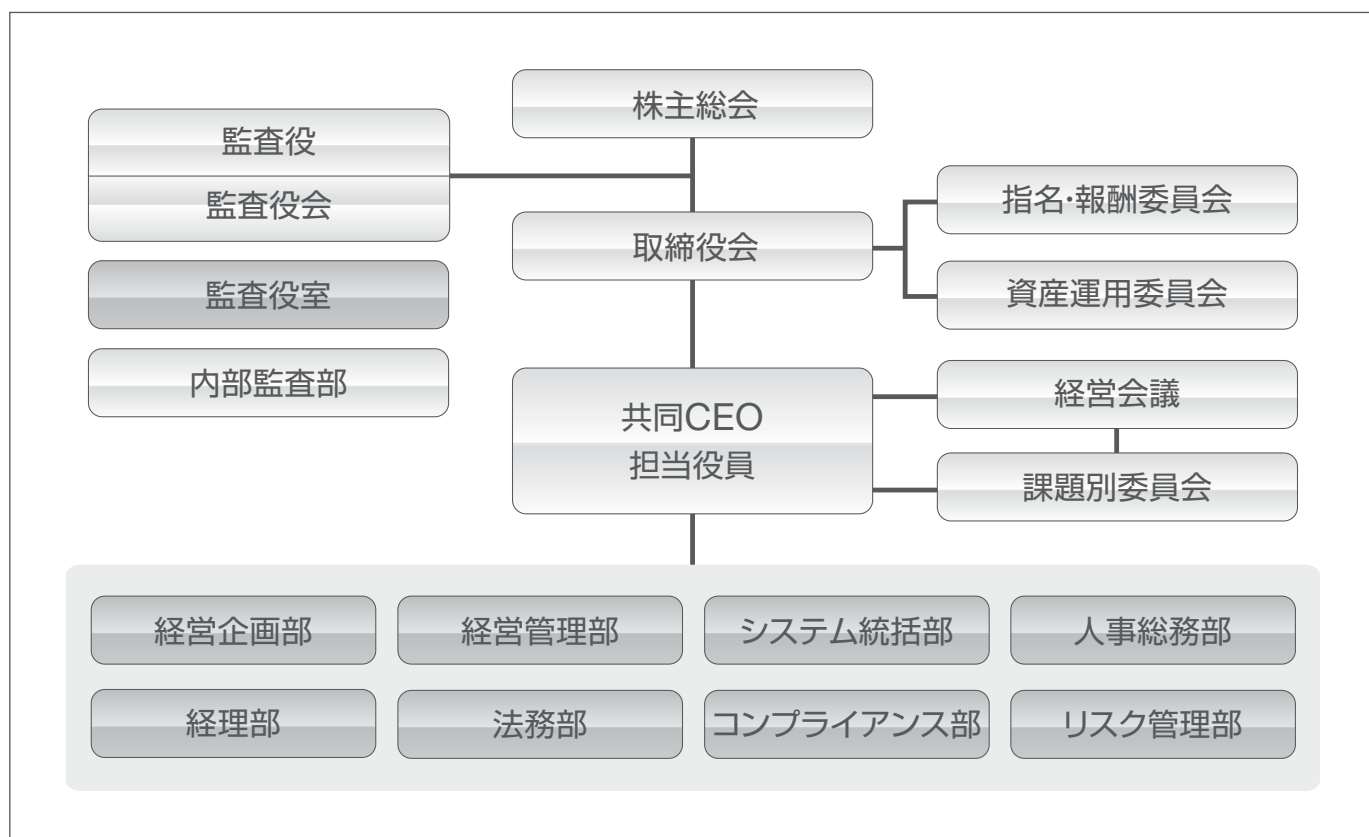 株主総会
監査役
監査役会
監査役室
内部監査部
取締役会
指名・報酬委員会
資産運用委員会
共同CEO
担当役員
経営会議
課題別委員会
経営企画部
経営管理部
システム統括部
人事総務部
経理部
法務部
コンプライアンス部
リスク管理部